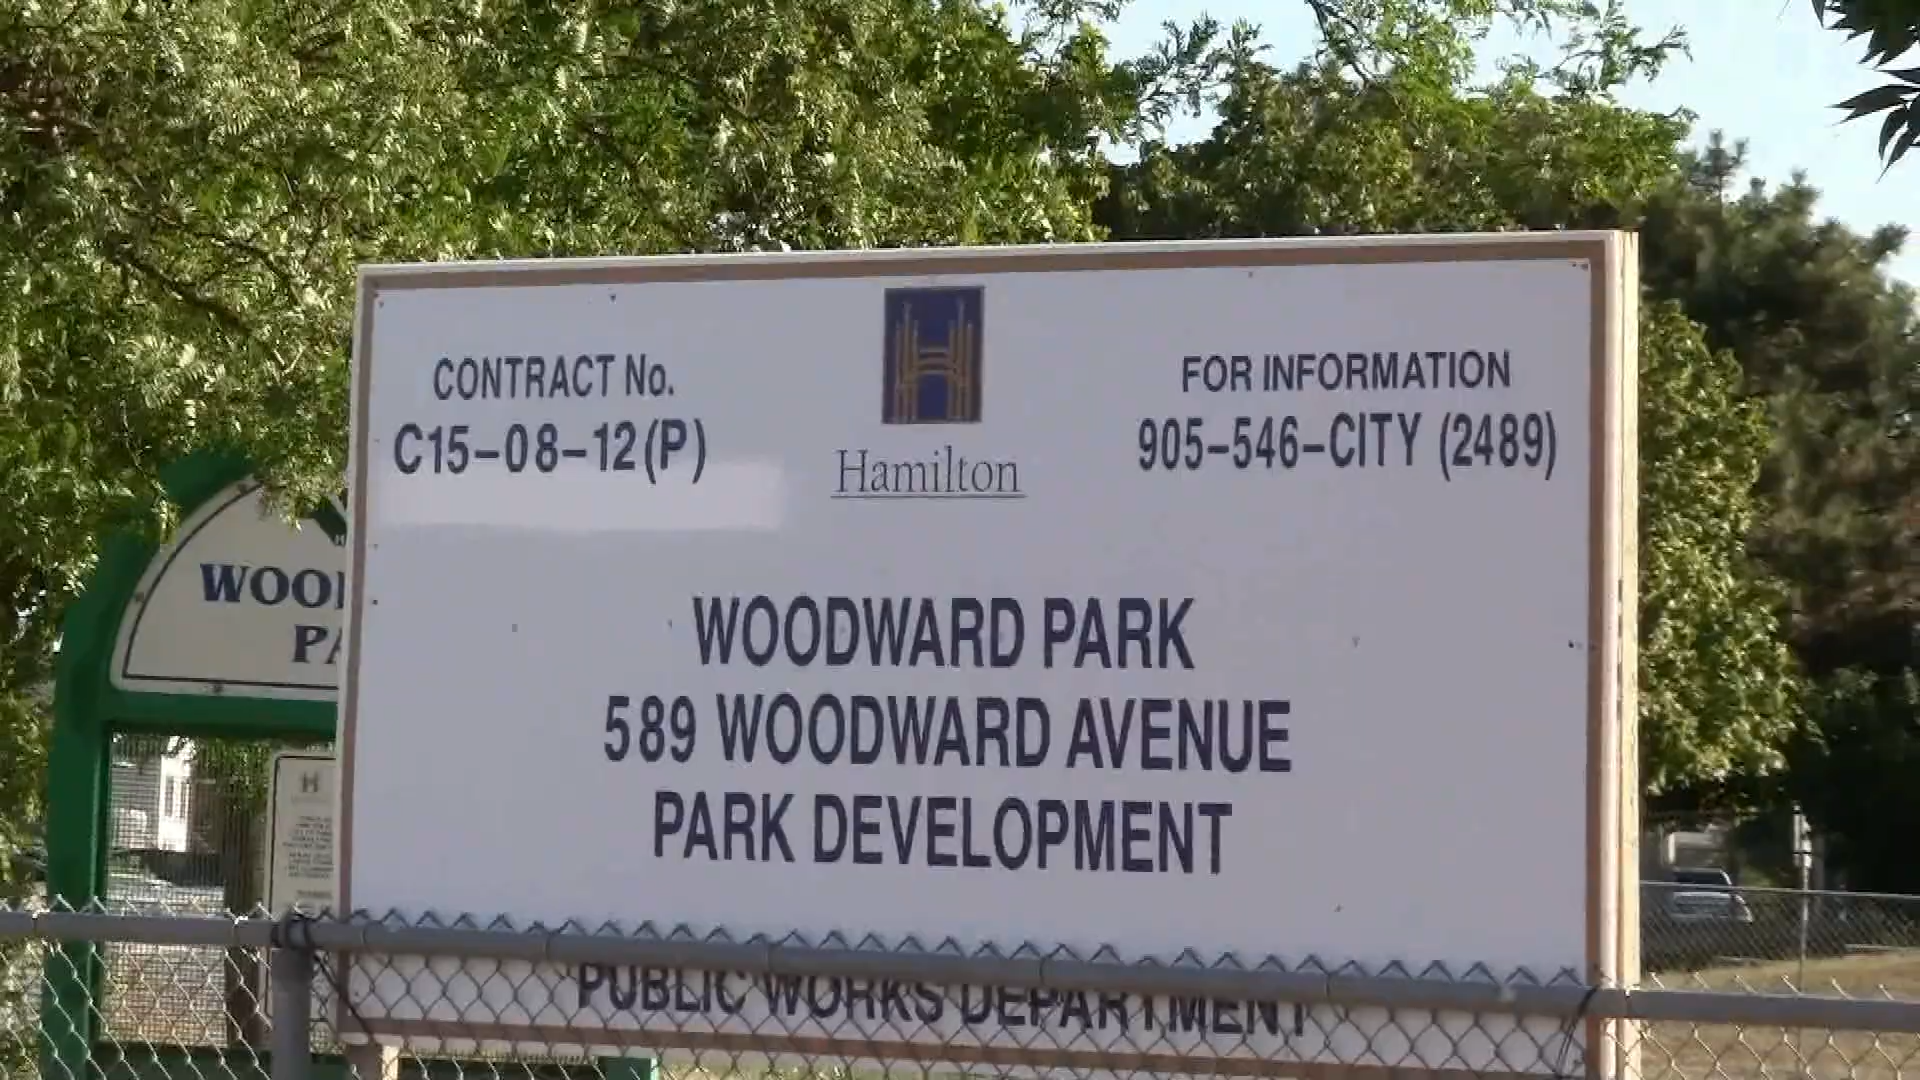 CONTRACT No.
C15-08-12(P)
Hamilton
FOR INFORMATION
905-546-CITY (2489)
WOODWARD PARK
589 WOODWARD AVENUE
PARK DEVELOPMENT
PUBLIC WORKS DEPARTMENT